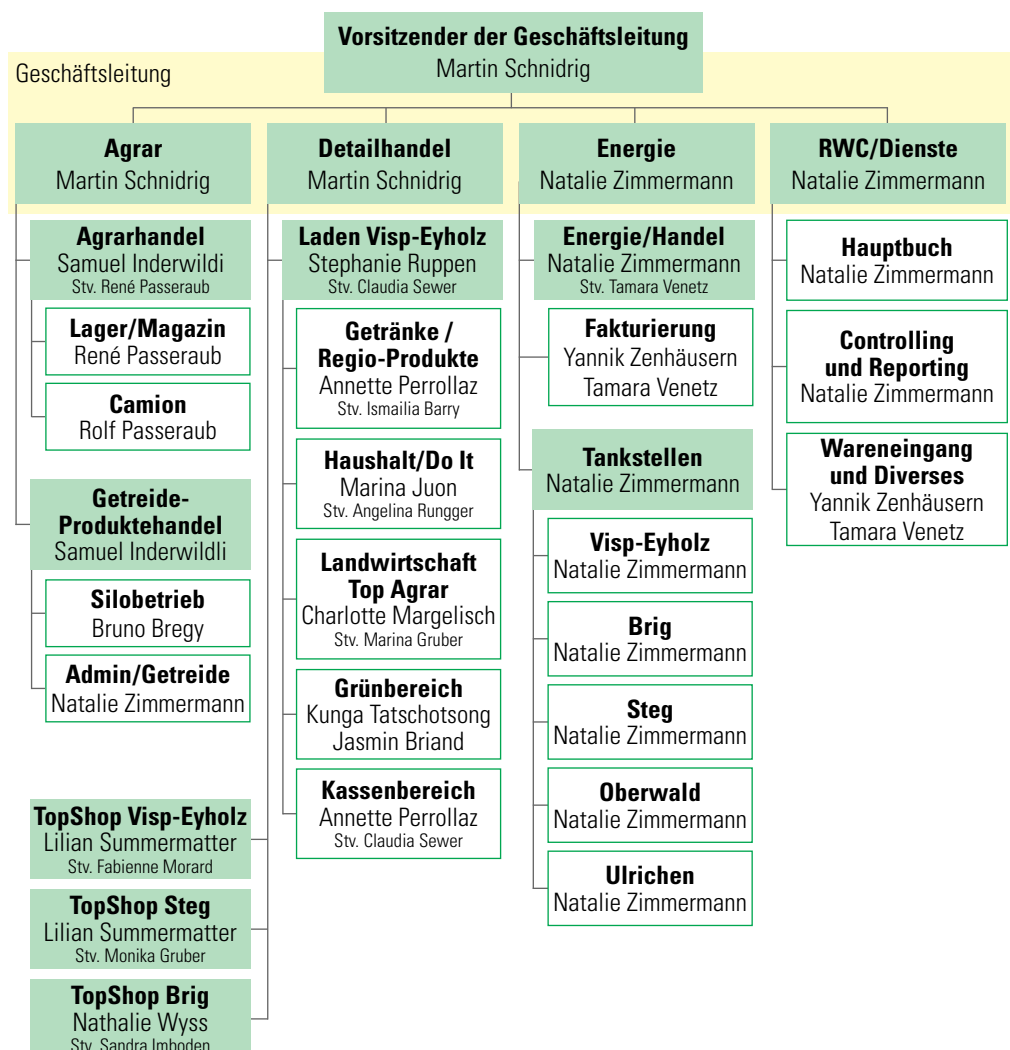 Vorsitzender der Geschäftsleitung
Martin Schnidrig
Geschäftsleitung
Agrar
Martin Schnidrig
Detailhandel
Martin Schnidrig
Energie
Natalie Zimmermann
RWC/Dienste
Natalie Zimmermann
Agrarhandel
Samuel Inderwildi
Stv. René Passeraub
Lager/Magazin
René Passeraub
Camion
Rolf Passeraub
Getreide-
Produktehandel
Samuel Inderwildli
Silobetrieb
Bruno Bregy
Admin/Getreide
Natalie Zimmermann
Laden Visp-Eyholz
Stephanie Ruppen
Stv. Claudia Sewer
Getränke /
Regio-Produkte
Annette Perrollaz
Stv. Ismailia Barry
Haushalt/Do It
Marina Juon
Stv. Angelina Rungger
Landwirtschaft
Top Agrar
Charlotte Margelisch
Stv. Marina Gruber
Grünbereich
Kunga Tatschotsong
Jasmin Briand
Kassenbereich
Annette Perrollaz
Stv. Claudia Sewer
TopShop Visp-Eyholz
Lilian Summermatter
Stv. Fabienne Morard
TopShop Steg
Lilian Summermatter
Stv. Monika Gruber
TopShop Brig
Nathalie Wyss
Stv. Sandra Imboden
Energie/Handel
Natalie Zimmermann
Stv. Tamara Venetz
Fakturierung
Yannik Zenhäusern
Tamara Venetz
Tankstellen
Natalie Zimmermann
Visp-Eyholz
Natalie Zimmermann
Brig
Natalie Zimmermann
Steg
Natalie Zimmermann
Oberwald
Natalie Zimmermann
Ulrichen
Natalie Zimmermann
Hauptbuch
Natalie Zimmermann
Controlling
und Reporting
Natalie Zimmermann
Wareneingang
und Diverses
Yannik Zenhäusern
Tamara Venetz